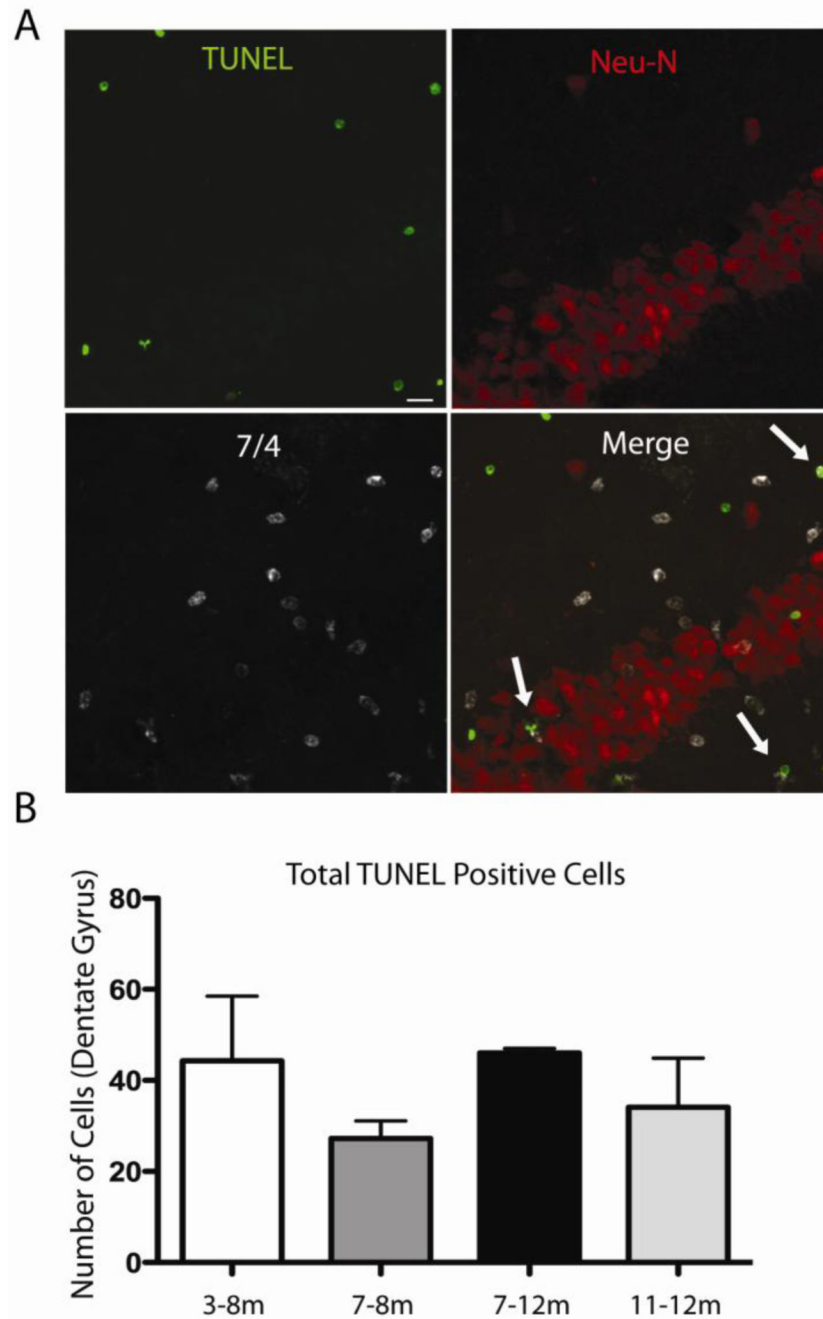 A
TUNEL
Neu-N
7/4
Merge
B
Total TUNEL Positive Cells
Number of Cells (Dentate Gyrus)
80
60
40
20
0
3-8m
7-8m
7-12m
11-12m